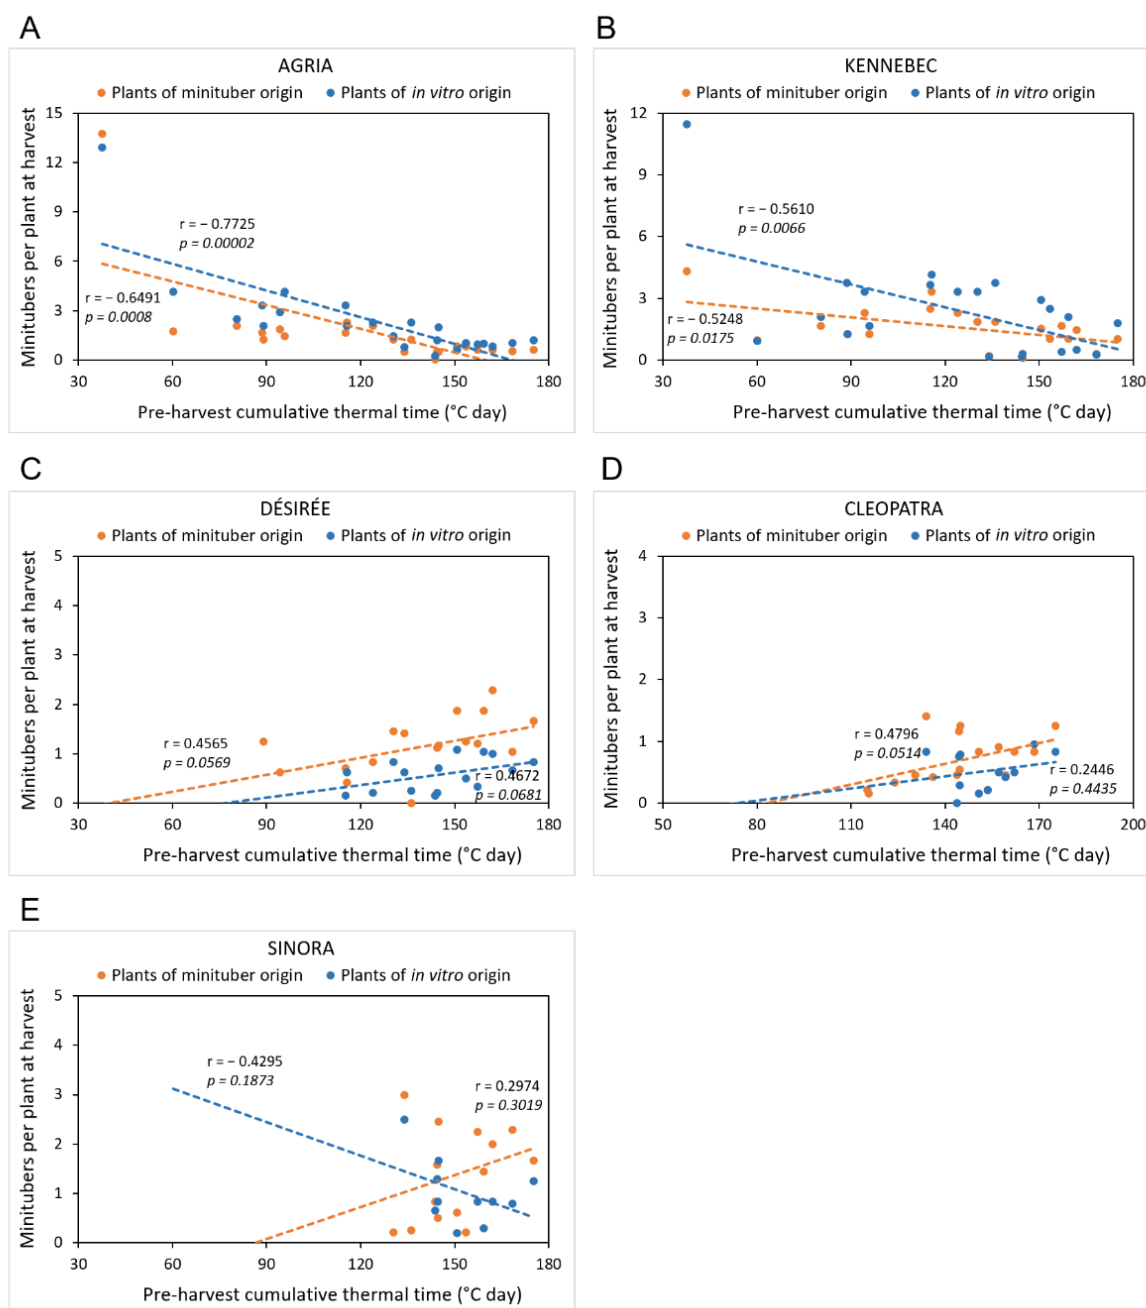 A
AGRIA
Plants of minituber origin Plants of in vitro origin
Minitubers per plant at harvest
15
12
9
6
3
0
r = – 0.7725
p = 0.00002
r = – 0.6491
p = 0.0008
30 60 90 120 150 180
Pre-harvest cumulative thermal time (°C day)
B
KENNEBEC
Plants of minituber origin Plants of in vitro origin
Minitubers per plant at harvest
12
9
6
3
0
r = – 0.5610
p = 0.0066
r = – 0.5248
p = 0.0175
30 60 90 120 150 180
Pre-harvest cumulative thermal time (°C day)
C
DÉSIRÉE
Plants of minituber origin Plants of in vitro origin
Minitubers per plant at harvest
5
4
3
2
1
0
r = 0.4565
p = 0.0569
r = 0.4672
p = 0.0681
30 60 90 120 150 180
Pre-harvest cumulative thermal time (°C day)
D
CLEOPATRA
Plants of minituber origin Plants of in vitro origin
Minitubers per plant at harvest
4
3
2
1
0
r = 0.4796
p = 0.0514
r = 0.2446
p = 0.4435
50 80 110 140 170 200
Pre-harvest cumulative thermal time (°C day)
E
SINORA
Plants of minituber origin Plants of in vitro origin
Minitubers per plant at harvest
5
4
3
2
1
0
r = – 0.4295
p = 0.1873
r = 0.2974
p = 0.3019
30 60 90 120 150 180
Pre-harvest cumulative thermal time (°C day)